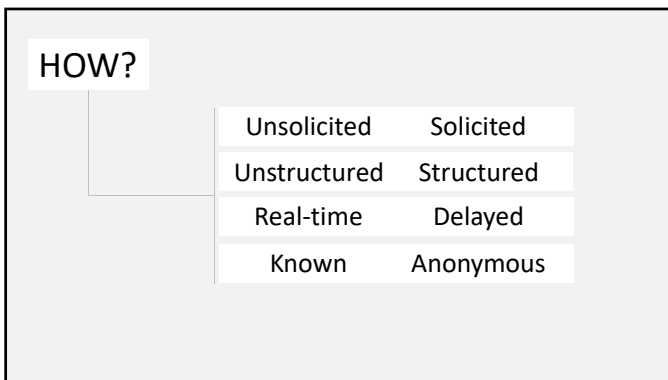 HOW?
Unsolicited Solicited
Unstructured Structured
Real-time Delayed
Known Anonymous